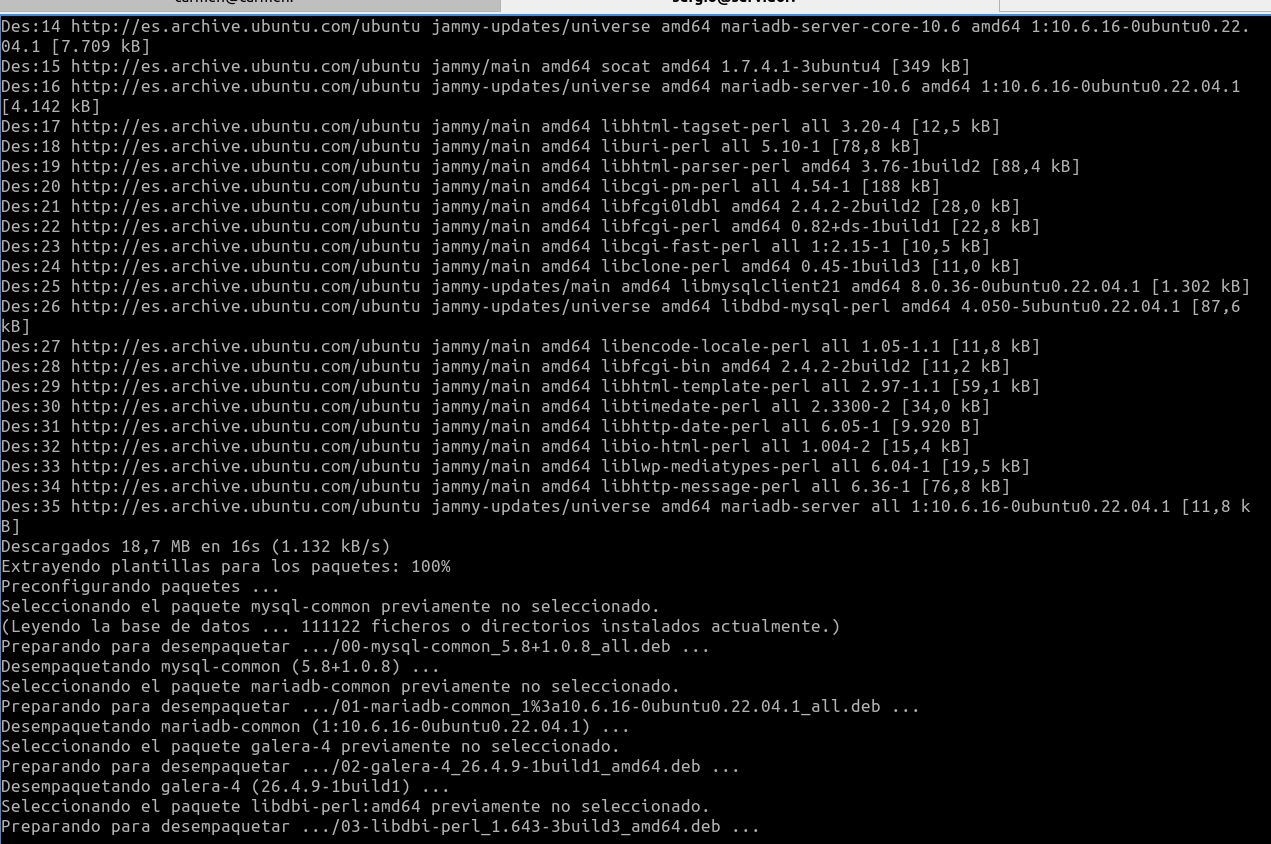 Des:14 http://es.archive.ubuntu.com/ubuntu jammy-updates/universe amd64 mariadb-server-core-10.6 amd64 1:10.6.16-0ubuntu0.22.
04.1 [7.709 kB]
Des:15 http://es.archive.ubuntu.com/ubuntu jammy/main amd64 socat amd64 1.7.4.1-3ubuntu4 [349 kB]
Des:16 http://es.archive.ubuntu.com/ubuntu jammy-updates/universe amd64 mariadb-server-10.6 amd64 1:10.6.16-0ubuntu0.22.04.1
[4.142 kB]
Des:17 http://es.archive.ubuntu.com/ubuntu jammy/main amd64 libhtml-tagset-perl all 3.20-4 [12,5 kB]
Des:18 http://es.archive.ubuntu.com/ubuntu jammy/main amd64 liburi-perl all 5.10-1 [78,8 kB]
Des:19 http://es.archive.ubuntu.com/ubuntu jammy/main amd64 libhtml-parser-perl amd64 3.76-1build2 [88,4 kB]
Des:20 http://es.archive.ubuntu.com/ubuntu jammy/main amd64 libcgi-pm-perl all 4.54-1 [188 kB]
Des:21 http://es.archive.ubuntu.com/ubuntu jammy/main amd64 libfcgi0ldbl amd64 2.4.2-2build2 [28,0 kB]
Des:22 http://es.archive.ubuntu.com/ubuntu jammy/main amd64 libfcgi-perl amd64 0.82+ds-1build1 [22,8 kB]
Des:23 http://es.archive.ubuntu.com/ubuntu jammy/main amd64 libcgi-fast-perl all 1:2.15-1 [10,5 kB]
Des:24 http://es.archive.ubuntu.com/ubuntu jammy/main amd64 libclone-perl amd64 0.45-1build3 [11,0 kB]
Des:25 http://es.archive.ubuntu.com/ubuntu jammy-updates/main amd64 libmysqlclient21 amd64 8.0.36-0ubuntu0.22.04.1 [1.302 kB]
Des:26 http://es.archive.ubuntu.com/ubuntu jammy-updates/universe amd64 libdbd-mysql-perl amd64 4.050-5ubuntu0.22.04.1 [87,6
kB]
Des:27 http://es.archive.ubuntu.com/ubuntu jammy/main amd64 libencode-locale-perl all 1.05-1.1 [11,8 kB]
Des:28 http://es.archive.ubuntu.com/ubuntu jammy/main amd64 libfcgi-bin amd64 2.4.2-2build2 [11,2 kB]
Des:29 http://es.archive.ubuntu.com/ubuntu jammy/main amd64 libhtml-template-perl all 2.97-1.1 [59,1 kB]
Des:30 http://es.archive.ubuntu.com/ubuntu jammy/main amd64 libtimedate-perl all 2.3300-2 [34,0 kB]
Des:31 http://es.archive.ubuntu.com/ubuntu jammy/main amd64 libhttp-date-perl all 6.05-1 [9.920 B]
Des:32 http://es.archive.ubuntu.com/ubuntu jammy/main amd64 libio-html-perl all 1.004-2 [15,4 kB]
Des:33 http://es.archive.ubuntu.com/ubuntu jammy/main amd64 liblwp-mediatypes-perl all 6.04-1 [19,5 kB]
Des:34 http://es.archive.ubuntu.com/ubuntu jammy/main amd64 libhttp-message-perl all 6.36-1 [76,8 kB]
Des:35 http://es.archive.ubuntu.com/ubuntu jammy-updates/universe amd64 mariadb-server all 1:10.6.16-0ubuntu0.22.04.1 [11,8 k
B]
Descargados 18,7 MB en 16s (1.132 kB/s)
Extrayendo plantillas para los paquetes: 100%
Preconfigurando paquetes ...
Seleccionando el paquete mysql-common previamente no seleccionado.
(Leyendo la base de datos ... 111122 ficheros o directorios instalados actualmente.)
Preparando para desempaquetar .../00-mysql-common_5.8+1.0.8_all.deb ...
Desempaquetando mysql-common (5.8+1.0.8) ...
Seleccionando el paquete mariadb-common previamente no seleccionado.
Preparando para desempaquetar .../01-mariadb-common_1%3a10.6.16-0ubuntu0.22.04.1_all.deb ...
Desempaquetando mariadb-common (1:10.6.16-0ubuntu0.22.04.1) ...
Seleccionando el paquete galera-4 previamente no seleccionado.
Preparando para desempaquetar .../02-galera-4_26.4.9-1build1_amd64.deb ...
Desempaquetando galera-4 (26.4.9-1build1) ...
Seleccionando el paquete libdbi-perl:amd64 previamente no seleccionado.
Preparando para desempaquetar .../03-libdbi-perl_1.643-3build3_amd64.deb ...